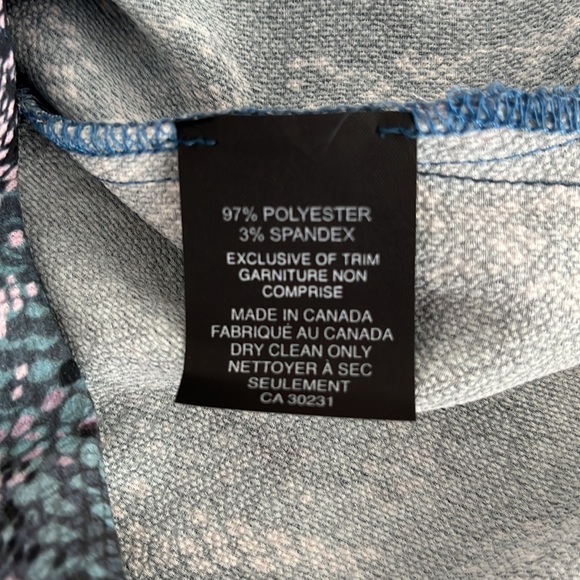 97% POLYESTER
3% SPANDEX
EXCLUSIVE OF TRIM
GARNITURE NON
COMPRISE
MADE IN CANADA
FABRIQUÉ AU CANADA
DRY CLEAN ONLY
NETTOYER À SEC
SEULEMENT
CA 30231